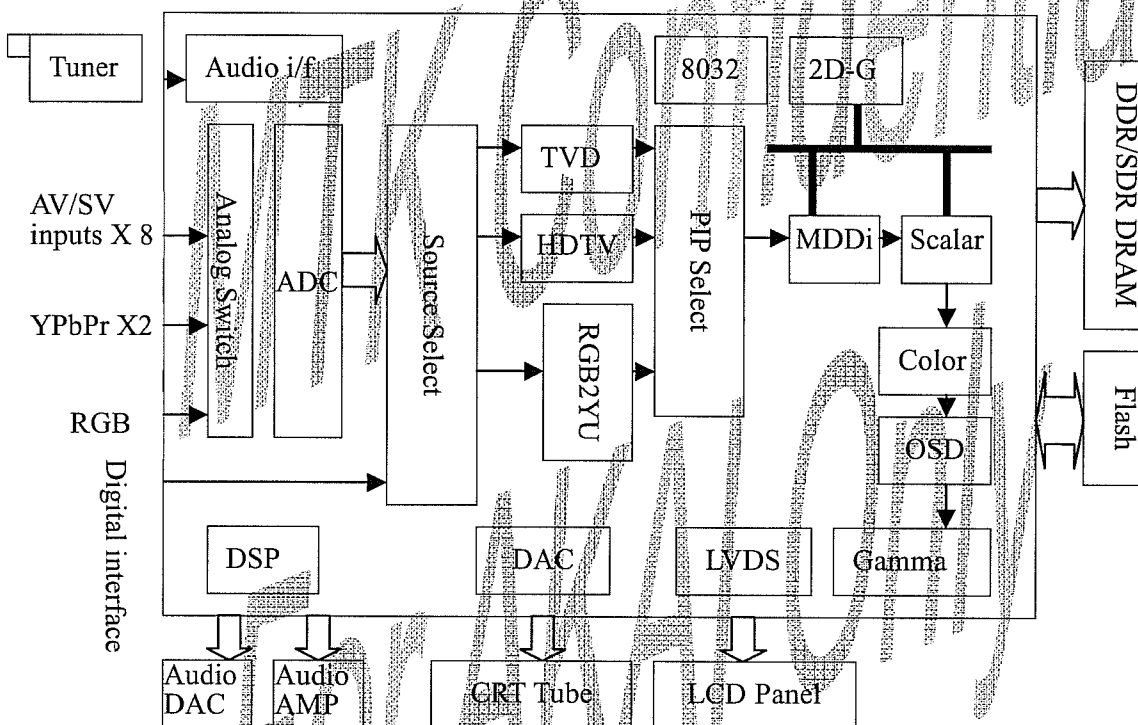 Tuner
Audio i/f
8032
2D-G
DDR/SDR DRAM
AV/SV
inputs X 8
YPbPr X2
RGB
Digital interface
Analog Switch
ADC
Source Select
TVD
HDTV
RGB2YU
PIP Select
MDDi
Scalar
Color
OSD
Gamma
Flash
DSP
DAC
LVDS
Audio
DAC
Audio
AMP
CRT Tube
LCD Panel